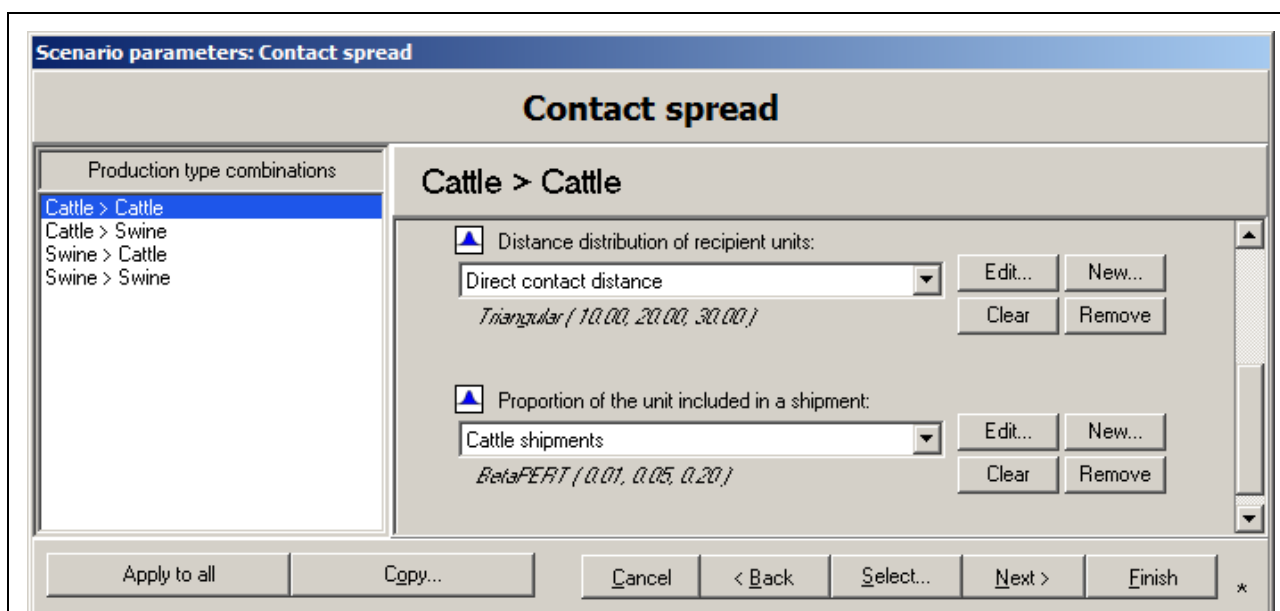 Scenario parameters: Contact spread
Contact spread
Production type combinations
Cattle > Cattle
Cattle > Swine
Swine > Cattle
Swine > Swine
Cattle > Cattle
Distance distribution of recipient units:
Direct contact distance
Edit... New...
Triangular ( 10.00, 20.00, 30.00 )
Clear Remove
Proportion of the unit included in a shipment:
Cattle shipments
Edit... New...
BetaPERT ( 0.01, 0.05, 0.20 )
Clear Remove
Apply to all Copy... Cancel < Back Select... Next > Finish *